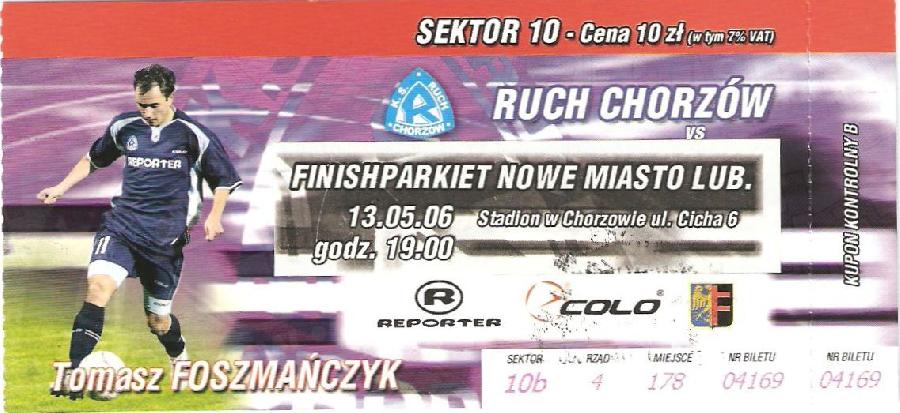 SEKTOR 10 - Cena 10 zł (w tym 7% VAT)
K.S. RUCH
R
CHORZÓW
RUCH CHORZÓW
vs
FINISHPARKIET NOWE MIASTO LUB.
13.05.06 Stadion w Chorzowie ul. Cicha 6
godz. 19:00
REPORTER
11
R
REPORTER
COLO®
Tomasz FOSZMAŃCZYK
SEKTOR RZĄD MIEJSCE NR BILETU NR BILETU
10b 4 178 04169 04169
KUPON KONTROLNY B